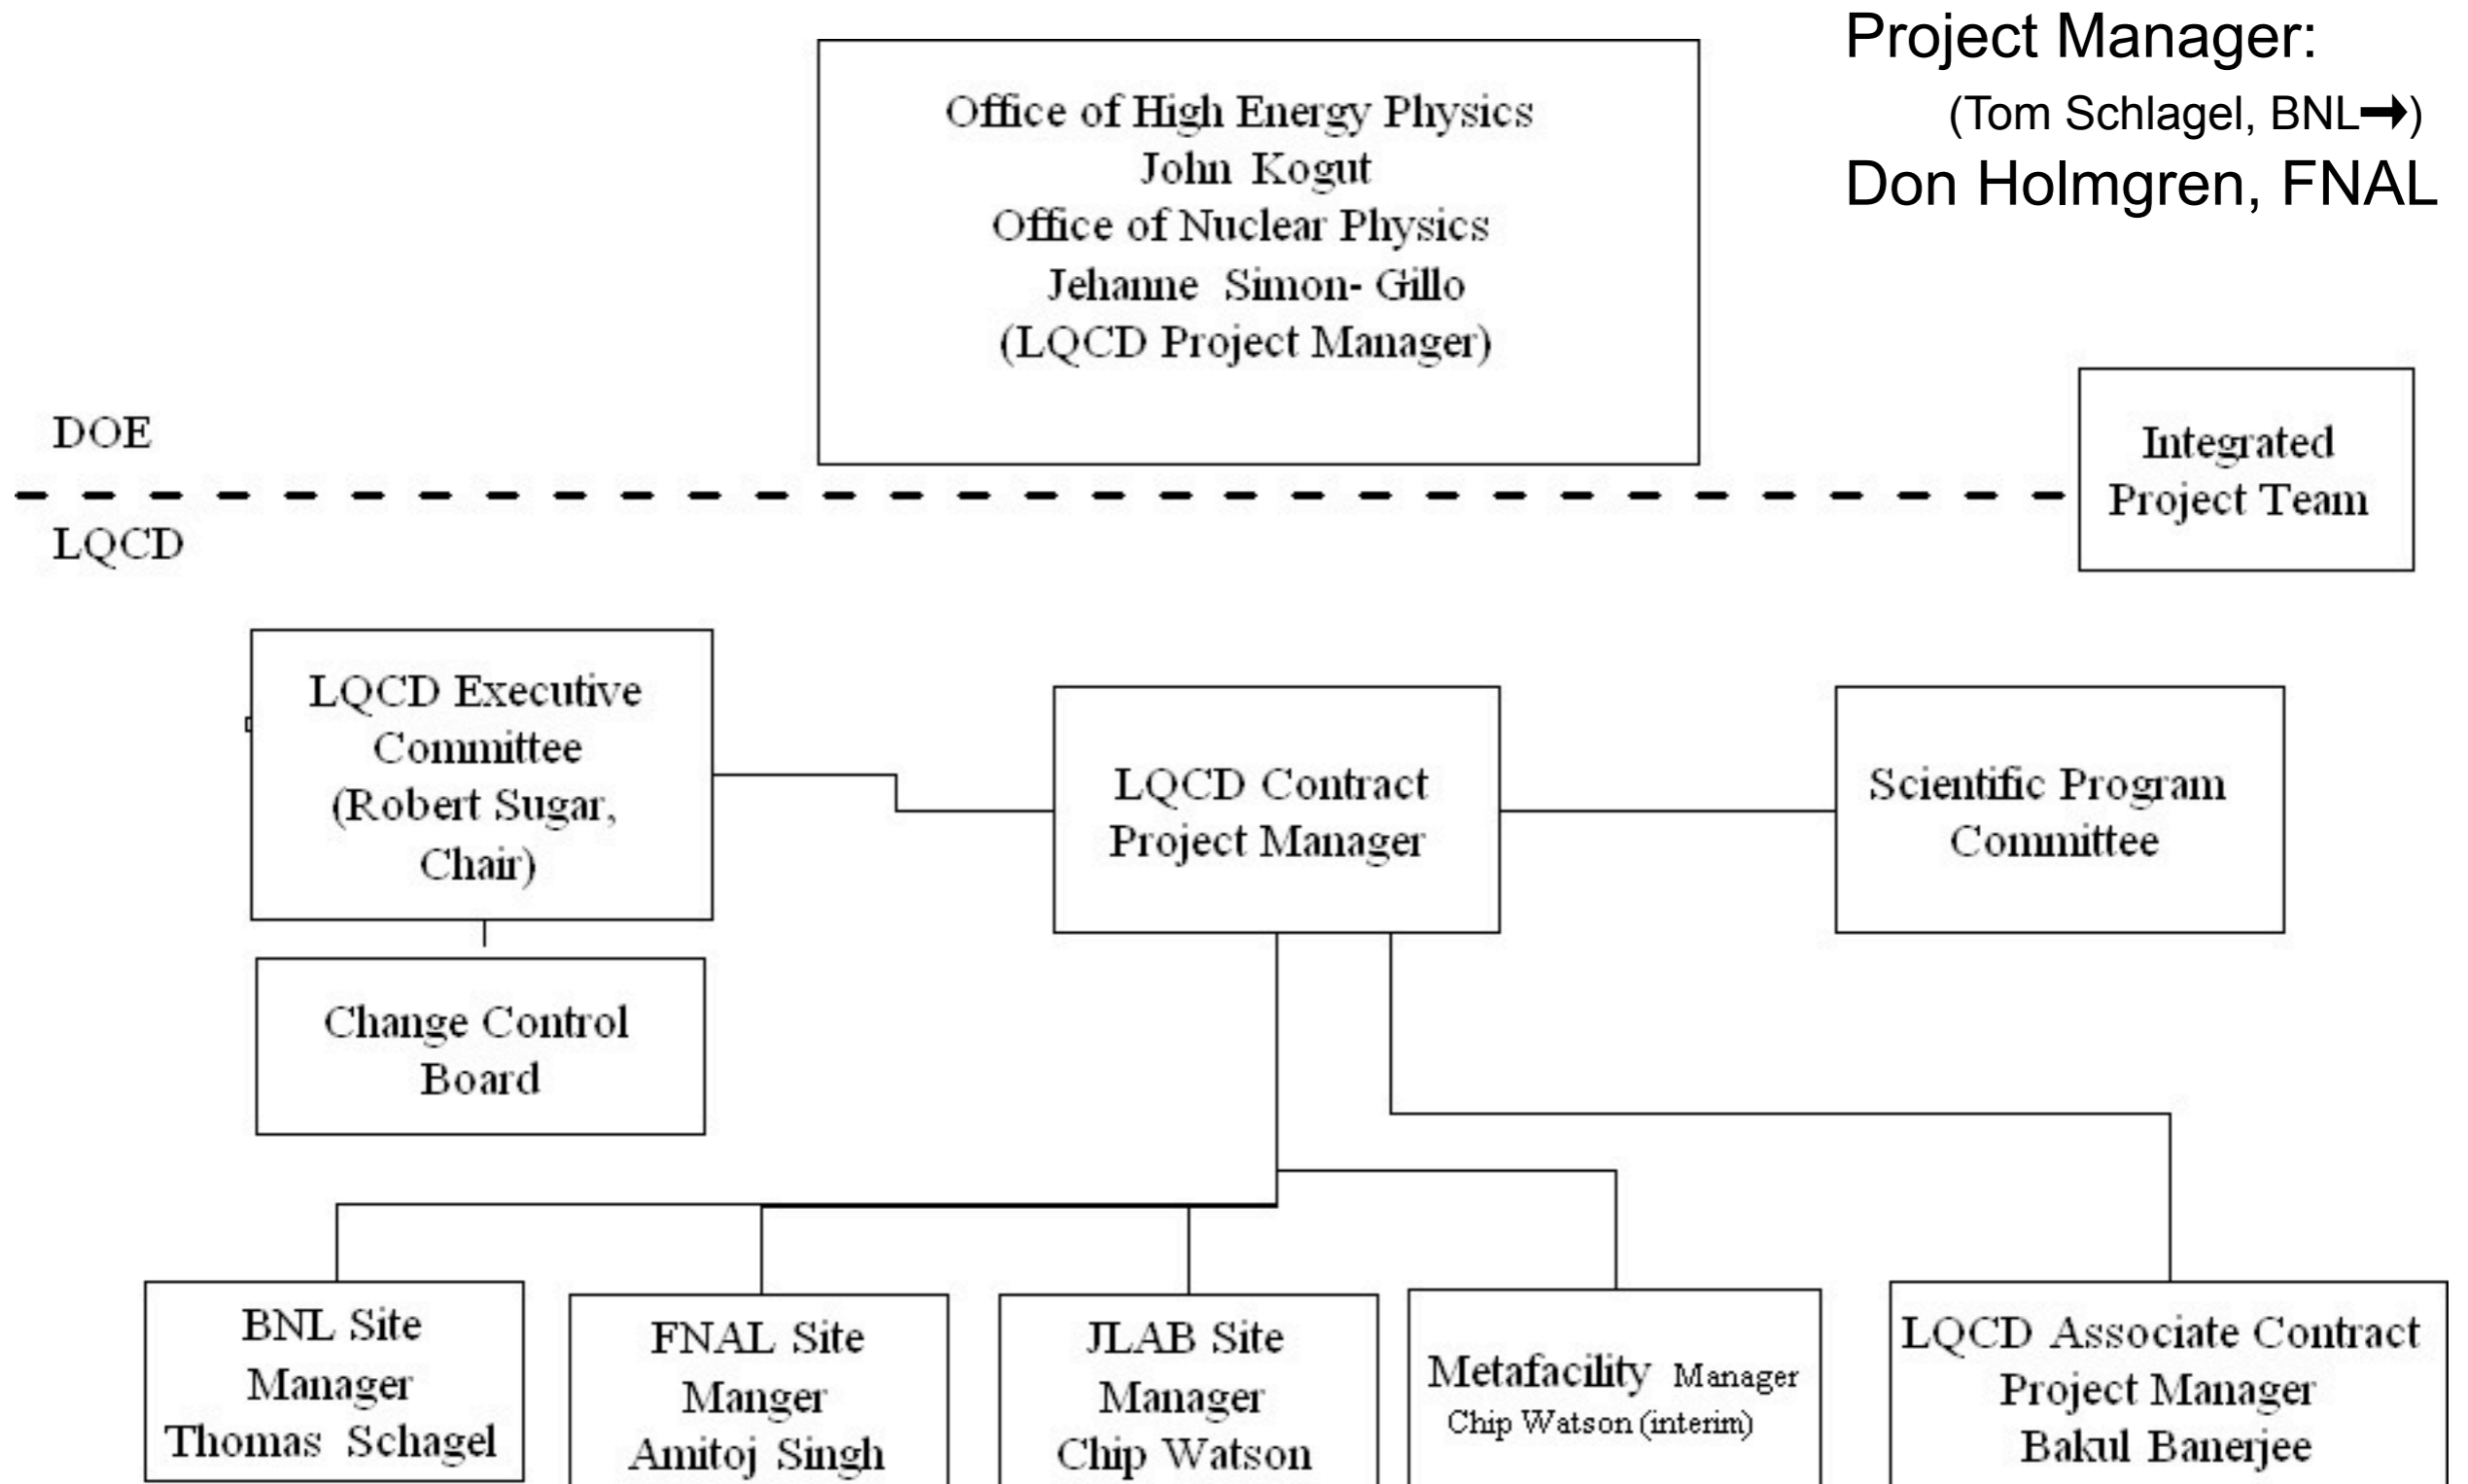 Project Manager:
(Tom Schlagel, BNL➞)
Don Holmgren, FNAL
Office of High Energy Physics
John Kogut
Office of Nuclear Physics
Jehanne Simon- Gillo
(LQCD Project Manager)
DOE
LQCD
Integrated
Project Team
LQCD Executive
Committee
(Robert Sugar,
Chair)
LQCD Contract
Project Manager
Scientific Program
Committee
Change Control
Board
BNL Site
Manager
Thomas Schagel
FNAL Site
Manger
Amitoj Singh
JLAB Site
Manager
Chip Watson
Metafacility Manager
Chip Watson (interim)
LQCD Associate Contract
Project Manager
Bakul Banerjee